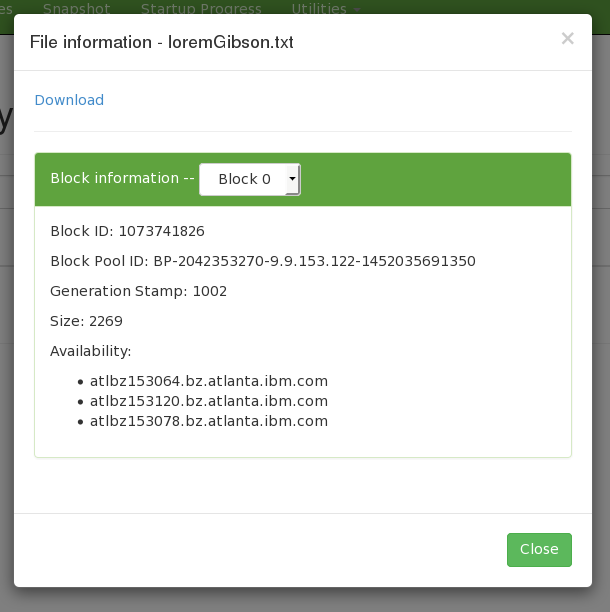 es Snapshot Startup Progress Utilities
File information - loremGibson.txt ×
y
Download
Block information -- Block 0
Block ID: 1073741826
Block Pool ID: BP-2042353270-9.9.153.122-1452035691350
Generation Stamp: 1002
Size: 2269
Availability:
• atlbz153064.bz.atlanta.ibm.com
• atlbz153120.bz.atlanta.ibm.com
• atlbz153078.bz.atlanta.ibm.com
Close